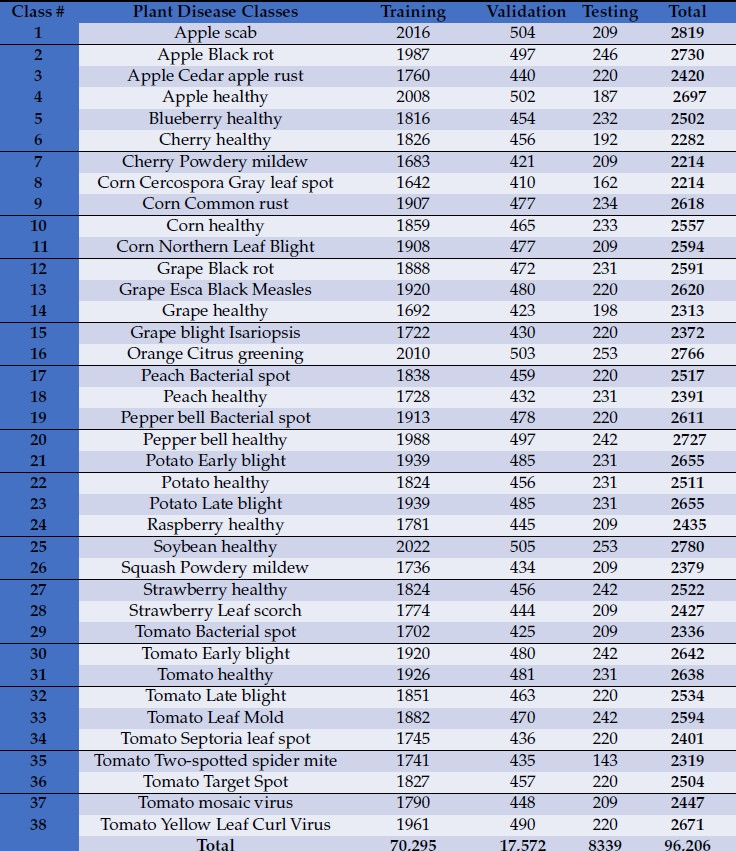 Class # Plant Disease Classes Training Validation Testing Total
1 Apple scab 2016 504 209 2819
2 Apple Black rot 1987 497 246 2730
3 Apple Cedar apple rust 1760 440 220 2420
4 Apple healthy 2008 502 187 2697
5 Blueberry healthy 1816 454 232 2502
6 Cherry healthy 1826 456 192 2282
7 Cherry Powdery mildew 1683 421 209 2214
8 Corn Cercospora Gray leaf spot 1642 410 162 2214
9 Corn Common rust 1907 477 234 2618
10 Corn healthy 1859 465 233 2557
11 Corn Northern Leaf Blight 1908 477 209 2594
12 Grape Black rot 1888 472 231 2591
13 Grape Esca Black Measles 1920 480 220 2620
14 Grape healthy 1692 423 198 2313
15 Grape blight Isariopsis 1722 430 220 2372
16 Orange Citrus greening 2010 503 253 2766
17 Peach Bacterial spot 1838 459 220 2517
18 Peach healthy 1728 432 231 2391
19 Pepper bell Bacterial spot 1913 478 220 2611
20 Pepper bell healthy 1988 497 242 2727
21 Potato Early blight 1939 485 231 2655
22 Potato healthy 1824 456 231 2511
23 Potato Late blight 1939 485 231 2655
24 Raspberry healthy 1781 445 209 2435
25 Soybean healthy 2022 505 253 2780
26 Squash Powdery mildew 1736 434 209 2379
27 Strawberry healthy 1824 456 242 2522
28 Strawberry Leaf scorch 1774 444 209 2427
29 Tomato Bacterial spot 1702 425 209 2336
30 Tomato Early blight 1920 480 242 2642
31 Tomato healthy 1926 481 231 2638
32 Tomato Late blight 1851 463 220 2534
33 Tomato Leaf Mold 1882 470 242 2594
34 Tomato Septoria leaf spot 1745 436 220 2401
35 Tomato Two-spotted spider mite 1741 435 143 2319
36 Tomato Target Spot 1827 457 220 2504
37 Tomato mosaic virus 1790 448 209 2447
38 Tomato Yellow Leaf Curl Virus 1961 490 220 2671
Total 70,295 17,572 8339 96,206